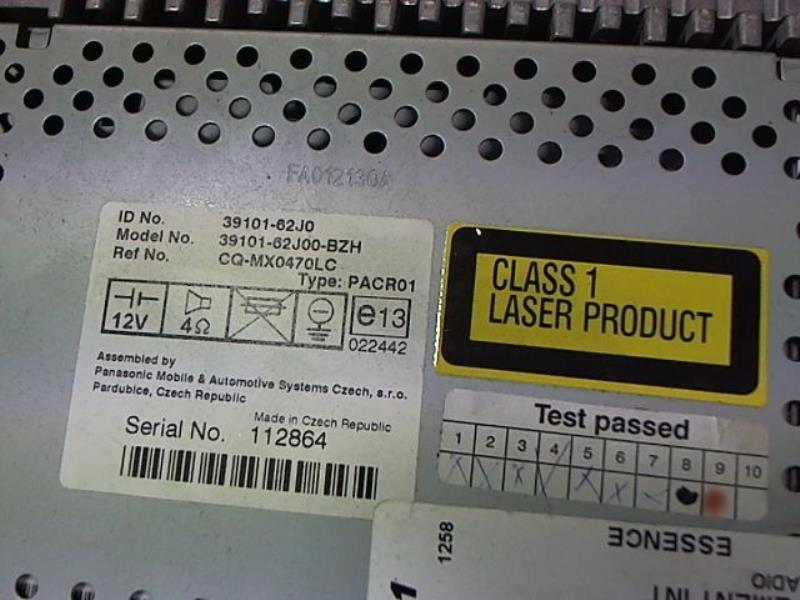 FA012130A
ID No. 39101-62J0
Model No. 39101-62J00-BZH
Ref No. CQ-MX0470LC
Type: PACR01
12V 4Ω e13
022442
Assembled by
Panasonic Mobile & Automotive Systems Czech, s.r.o.
Pardubice, Czech Republic
Made in Czech Republic
Serial No. 112864
CLASS 1
LASER PRODUCT
Test passed
1 2 3 4 5 6 7 8 9 10
1258
ESSENCE